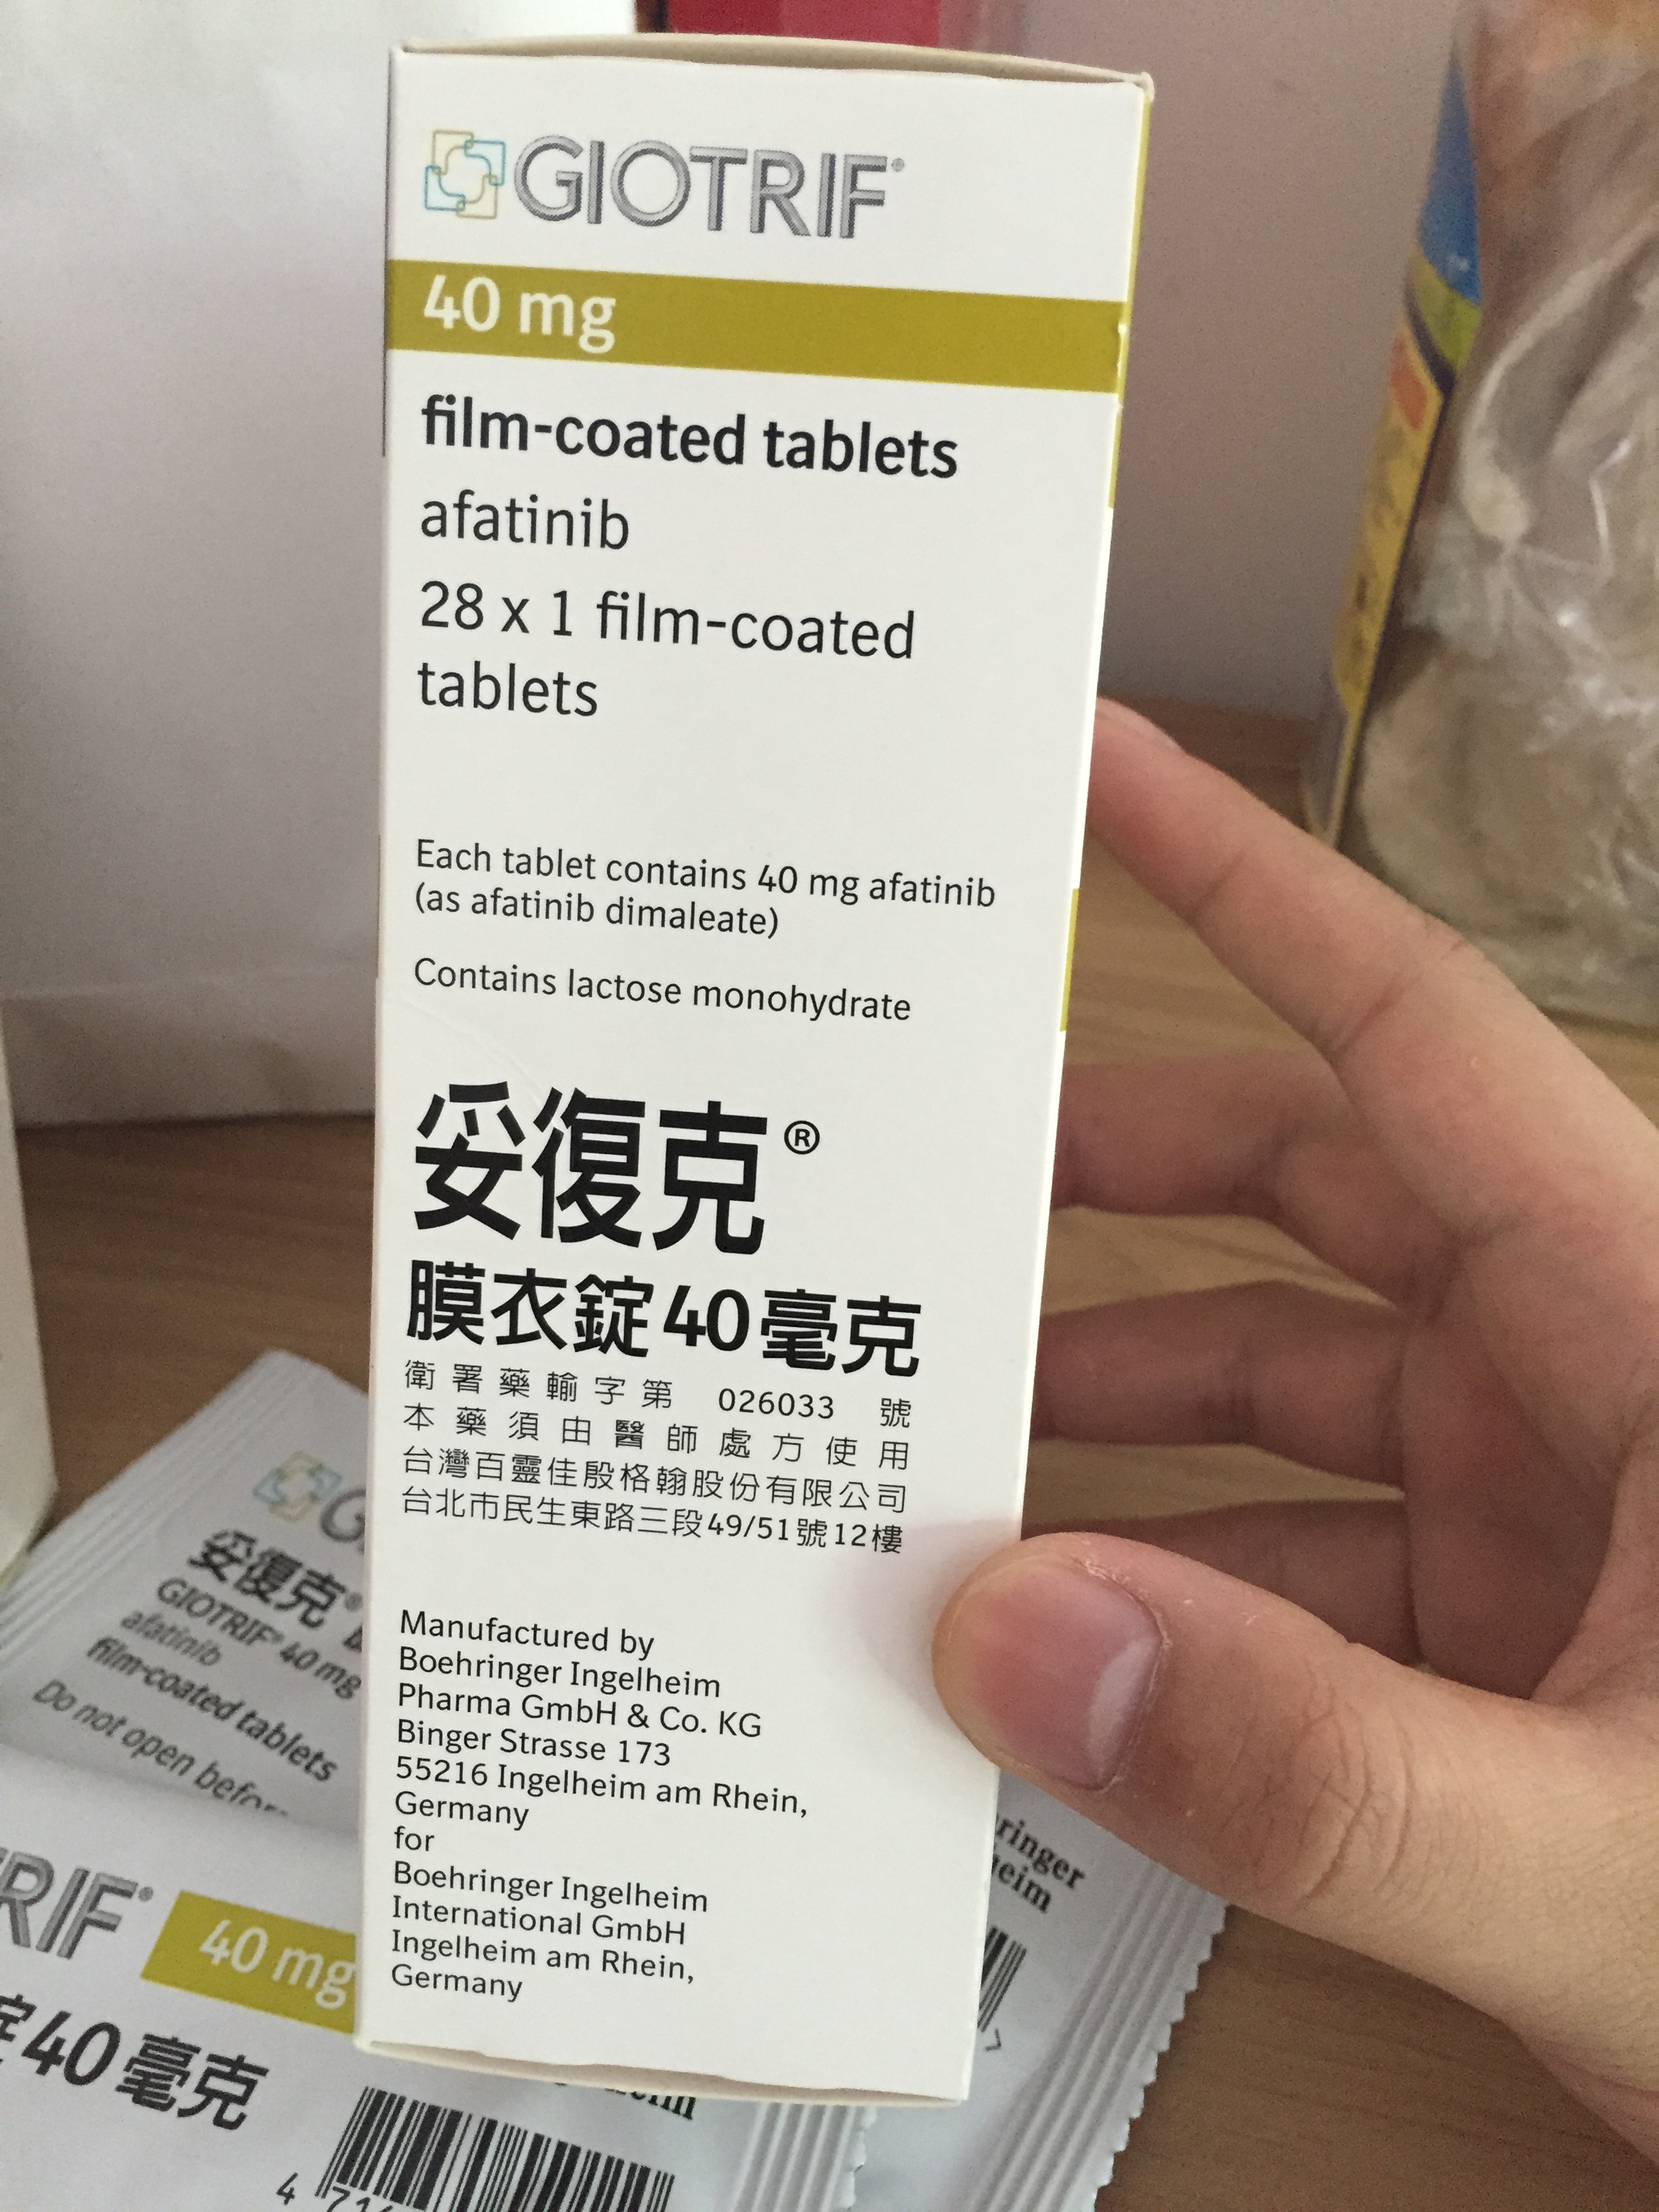 GIOTRIF®
40 mg
film-coated tablets
afatinib
28 x 1 film-coated
tablets
Each tablet contains 40 mg afatinib
(as afatinib dimaleate)
Contains lactose monohydrate
妥復克®
膜衣錠40毫克
衛署藥輸字第 026033 號
本藥須由醫師處方使用
台灣百靈佳殷格翰股份有限公司
台北市民生東路三段49/51號12樓
Manufactured by
Boehringer Ingelheim
Pharma GmbH & Co. KG
Binger Strasse 173
55216 Ingelheim am Rhein,
Germany
for
Boehringer Ingelheim
International GmbH
Ingelheim am Rhein,
Germany
妥復克®
GIOTRIF® 40 mg
afatinib
film-coated tablets
Do not open
40 mg
40毫克